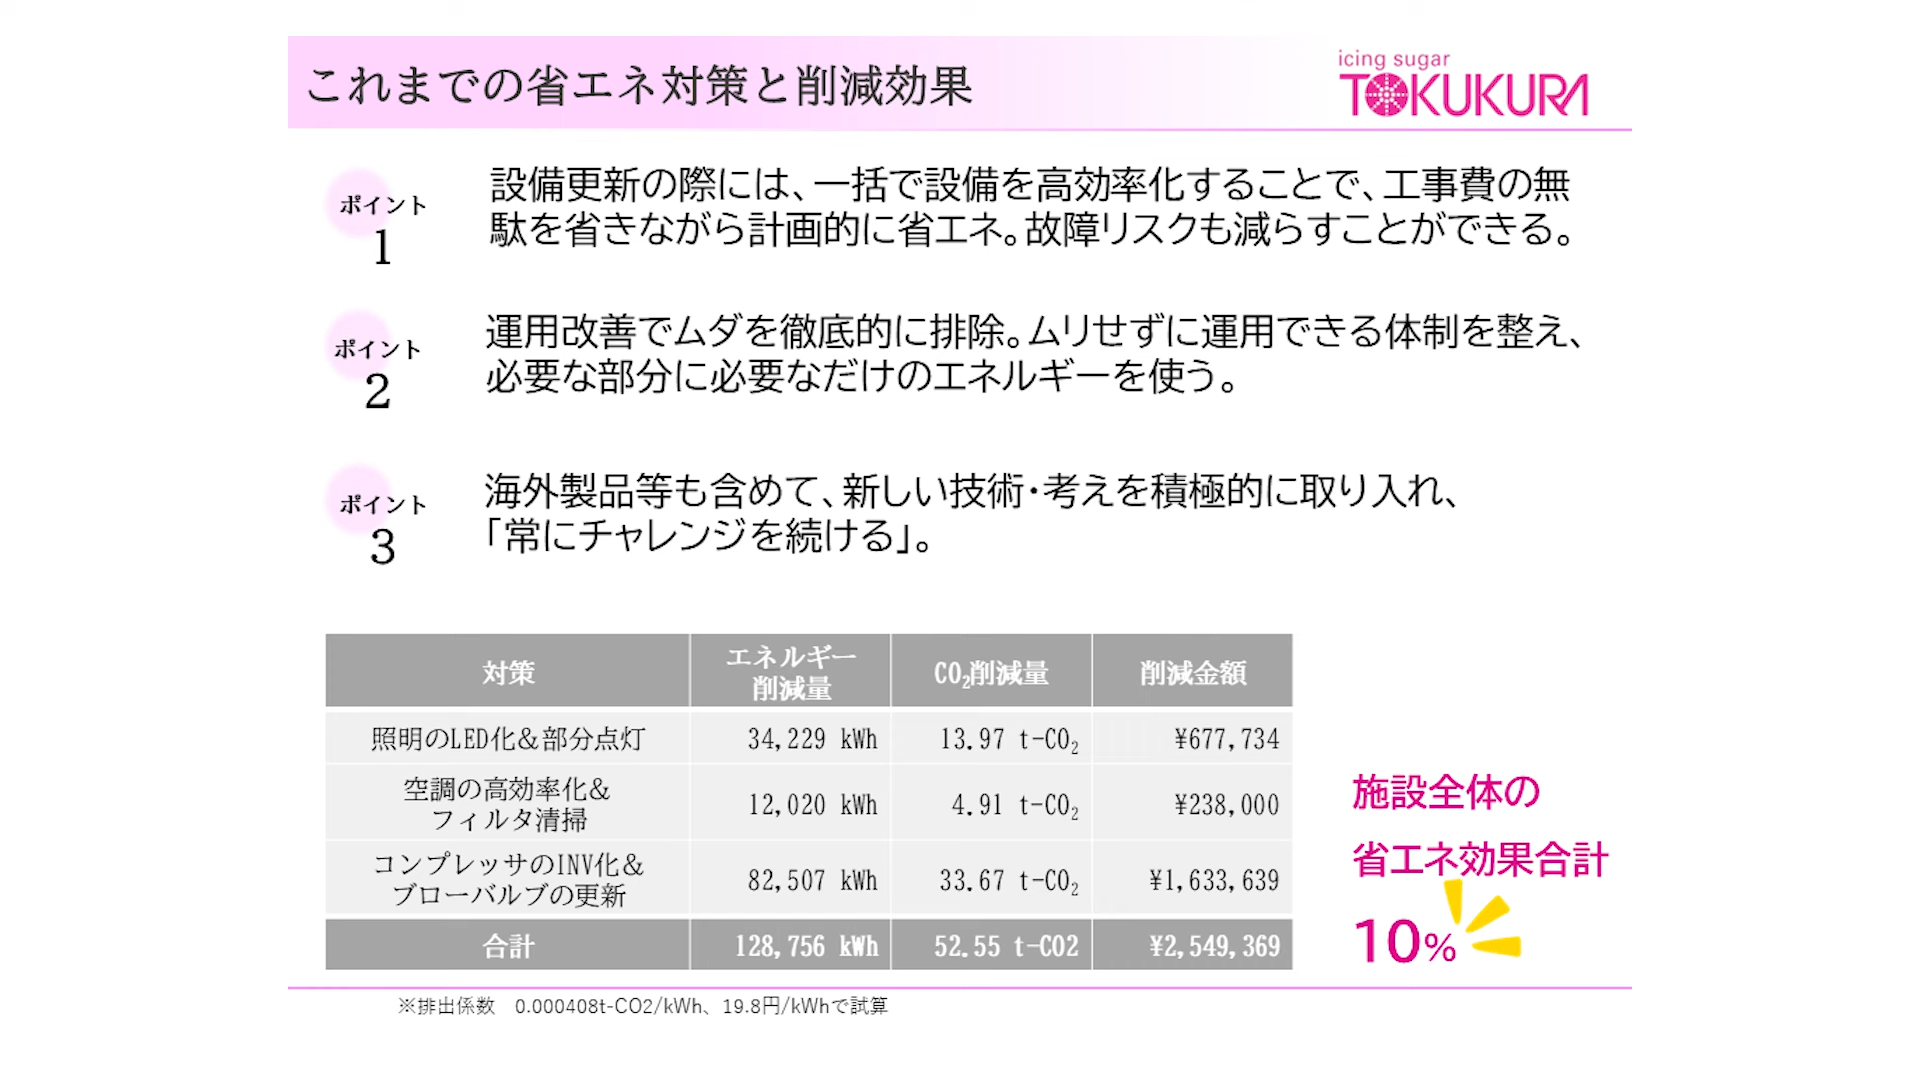 これまでの省エネ対策と削減効果
icing sugar
TOKUKURA
ポイント
1
設備更新の際には、一括で設備を高効率化することで、工事費の無
駄を省きながら計画的に省エネ。故障リスクも減らすことができる。
ポイント
2
運用改善でムダを徹底的に排除。ムリせずに運用できる体制を整え、
必要な部分に必要なだけのエネルギーを使う。
ポイント
3
海外製品等も含めて、新しい技術・考えを積極的に取り入れ、
「常にチャレンジを続ける」。
対策 エネルギー削減量 CO₂削減量 削減金額
照明のLED化＆部分点灯 34,229 kWh 13.97 t-CO₂ ¥677,734
空調の高効率化＆フィルタ清掃 12,020 kWh 4.91 t-CO₂ ¥238,000
コンプレッサのINV化＆ブローバルブの更新 82,507 kWh 33.67 t-CO₂ ¥1,633,639
合計 128,756 kWh 52.55 t-CO2 ¥2,549,369
施設全体の
省エネ効果合計
10%
※排出係数　0.000408t-CO2/kWh、19.8円/kWhで試算